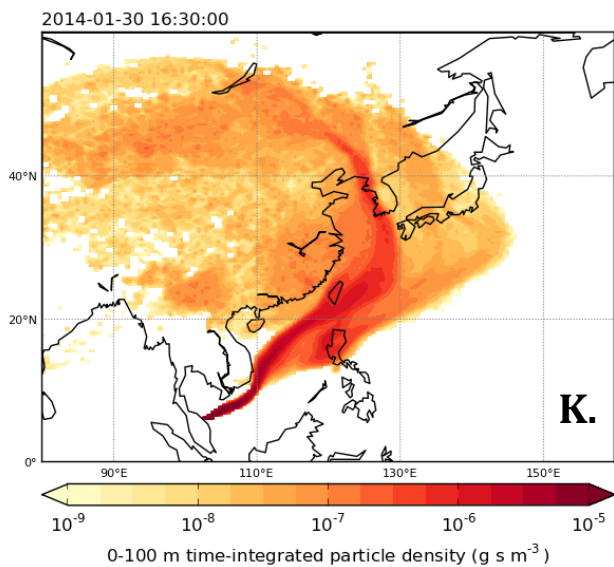 2014-01-30 16:30:00
40°N
20°N
K.
0°
90°E 110°E 130°E 150°E
10⁻⁹ 10⁻⁸ 10⁻⁷ 10⁻⁶ 10⁻⁵
0-100 m time-integrated particle density (g s m⁻³)